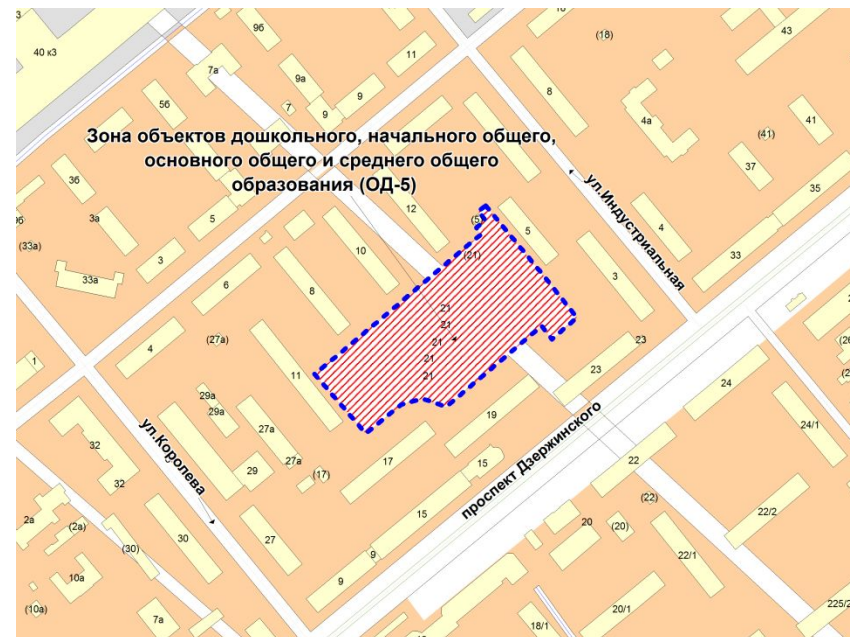 3
40 к3
9б
7а
11
(18)
43
9а
9
9
7
8
5б
4а
41
(41)
37
35
Зона объектов дошкольного, начального общего,
основного общего и среднего общего
образования (ОД-5)
ул.Индустриальная
3б
3а
5
12
(5)
5
4
9б
(33а)
3
33а
10
(21)
33
3
6
8
21
21
21
21
21
(27а)
4
11
23
23
1
24
29а
29а
27а
19
24/1
ул.Королева
проспект Дзержинского
32
32
29
27а
(17)
17
15
22
2а
(2а)
(30)
30
27
15
20
(20)
(22)
22/2
22/1
10а
(10а)
7а
9
9
18/1
20/1
225/2